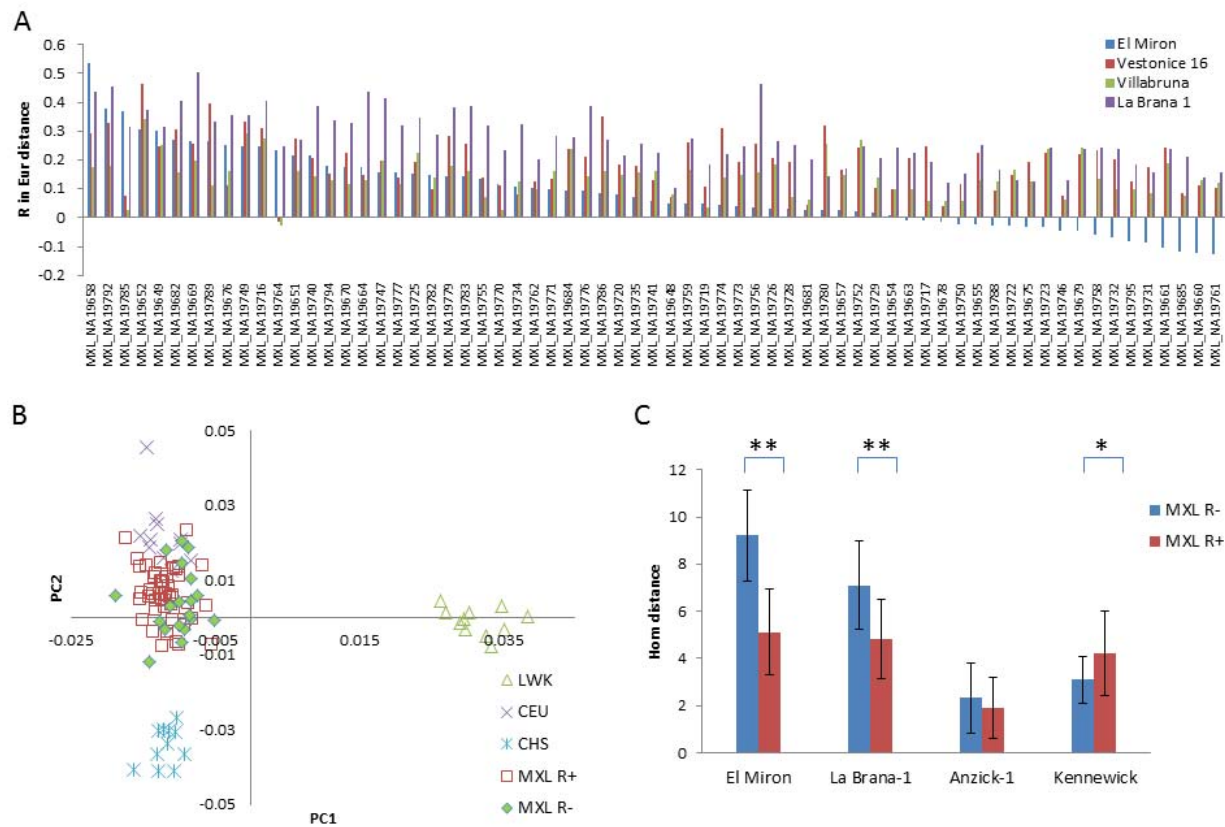 A
R in Eur distance
0.6
0.5
0.4
0.3
0.2
0.1
0
-0.1
-0.2
El Miron
Vestonice 16
Villabruna
La Brana 1
MXL_NA19658
MXL_NA19792
MXL_NA19785
MXL_NA19652
MXL_NA19649
MXL_NA19682
MXL_NA19669
MXL_NA19789
MXL_NA19676
MXL_NA19749
MXL_NA19716
MXL_NA19764
MXL_NA19651
MXL_NA19740
MXL_NA19794
MXL_NA19670
MXL_NA19664
MXL_NA19747
MXL_NA19777
MXL_NA19725
MXL_NA19782
MXL_NA19779
MXL_NA19783
MXL_NA19755
MXL_NA19770
MXL_NA19734
MXL_NA19762
MXL_NA19771
MXL_NA19684
MXL_NA19776
MXL_NA19786
MXL_NA19720
MXL_NA19735
MXL_NA19741
MXL_NA19648
MXL_NA19759
MXL_NA19719
MXL_NA19774
MXL_NA19773
MXL_NA19756
MXL_NA19726
MXL_NA19728
MXL_NA19681
MXL_NA19780
MXL_NA19657
MXL_NA19752
MXL_NA19729
MXL_NA19654
MXL_NA19663
MXL_NA19717
MXL_NA19678
MXL_NA19750
MXL_NA19655
MXL_NA19788
MXL_NA19722
MXL_NA19675
MXL_NA19723
MXL_NA19746
MXL_NA19679
MXL_NA19758
MXL_NA19732
MXL_NA19795
MXL_NA19731
MXL_NA19661
MXL_NA19685
MXL_NA19660
MXL_NA19761
B
0.05
0.03
0.01
-0.01
-0.03
-0.05
PC2
-0.025
-0.005
0.015
0.035
PC1
LWK
CEU
CHS
MXL R+
MXL R-
C
**
**
*
12
10
8
6
4
2
0
Hom distance
El Miron
La Brana-1
Anzick-1
Kennewick
MXL R-
MXL R+